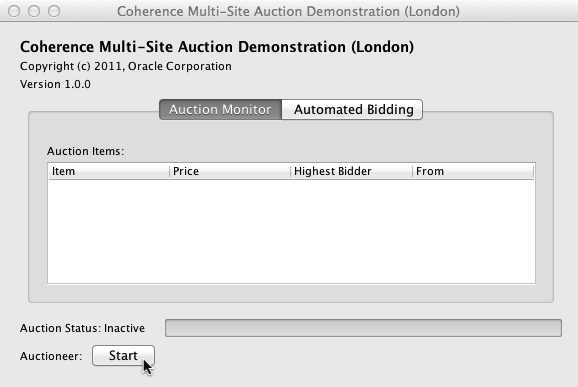 Coherence Multi-Site Auction Demonstration (London)
Coherence Multi-Site Auction Demonstration (London)
Copyright (c) 2011, Oracle Corporation
Version 1.0.0
Auction Monitor Automated Bidding
Auction Items:
Item Price Highest Bidder From
Auction Status: Inactive
Auctioneer: Start